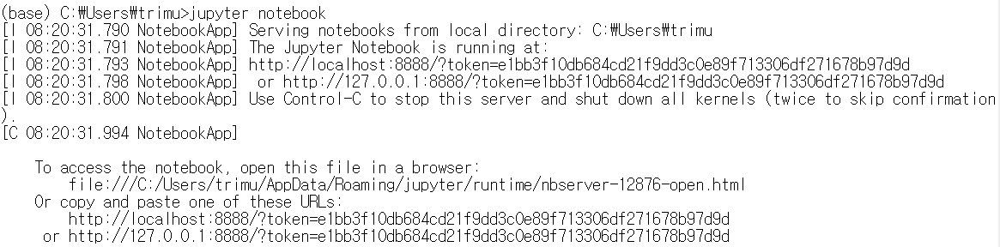 (base) C:₩Users₩trimu>jupyter notebook
[I 08:20:31.790 NotebookApp] Serving notebooks from local directory: C:₩Users₩trimu
[I 08:20:31.791 NotebookApp] The Jupyter Notebook is running at:
[I 08:20:31.793 NotebookApp] http://localhost:8888/?token=e1bb3f10db684cd21f9dd3c0e89f713306df271678b97d9d
[I 08:20:31.798 NotebookApp]  or http://127.0.0.1:8888/?token=e1bb3f10db684cd21f9dd3c0e89f713306df271678b97d9d
[I 08:20:31.800 NotebookApp] Use Control-C to stop this server and shut down all kernels (twice to skip confirmation
).
[C 08:20:31.994 NotebookApp]

    To access the notebook, open this file in a browser:
        file:///C:/Users/trimu/AppData/Roaming/jupyter/runtime/nbserver-12876-open.html
    Or copy and paste one of these URLs:
        http://localhost:8888/?token=e1bb3f10db684cd21f9dd3c0e89f713306df271678b97d9d
     or http://127.0.0.1:8888/?token=e1bb3f10db684cd21f9dd3c0e89f713306df271678b97d9d